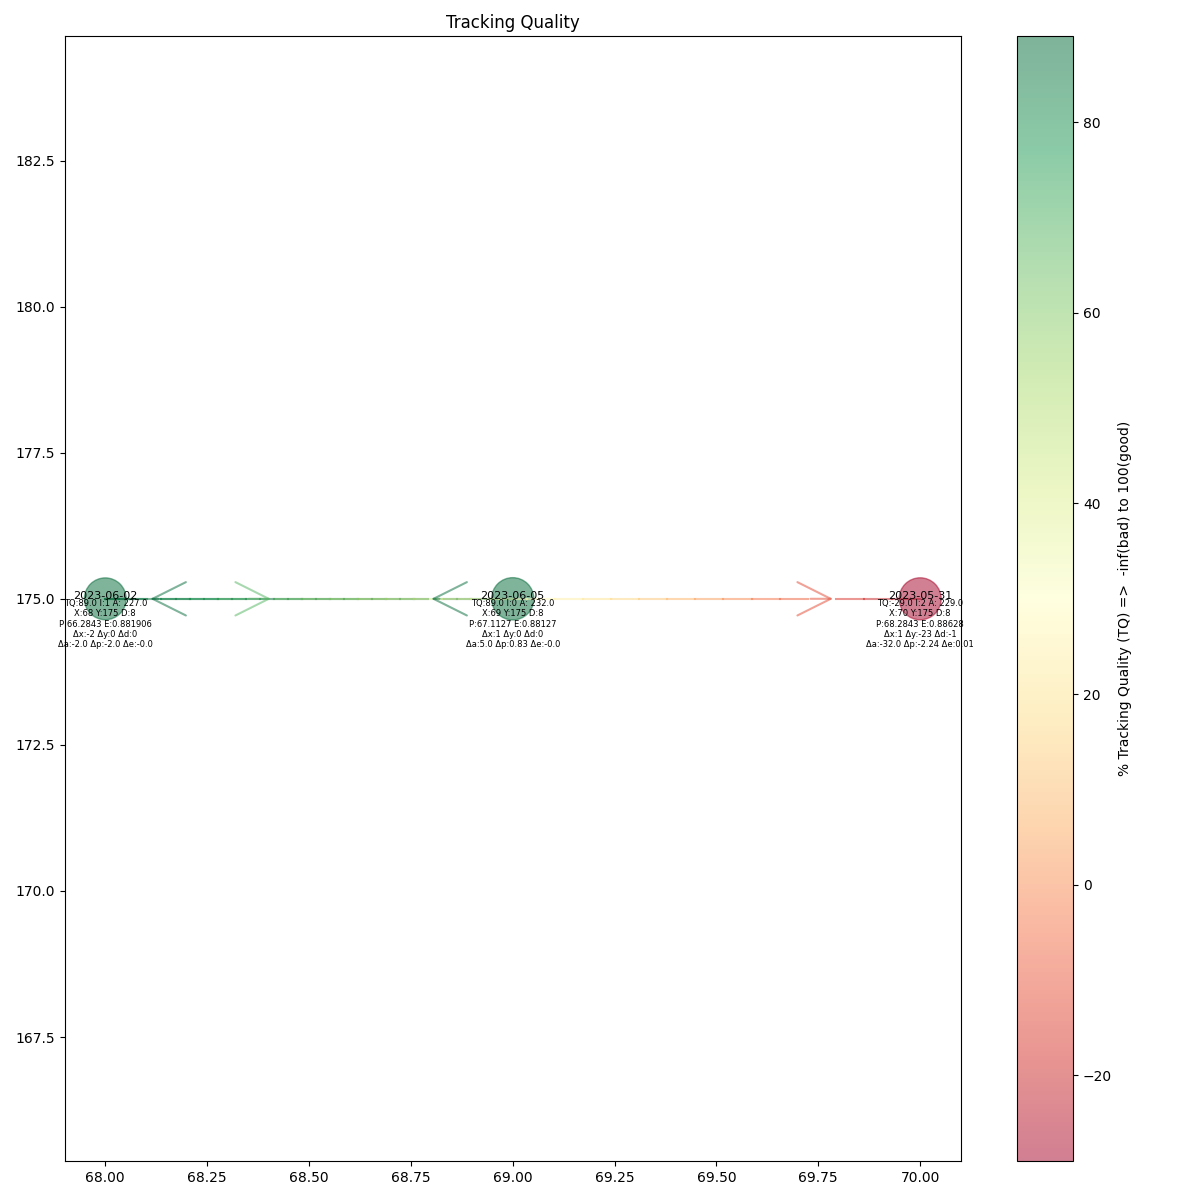 Tracking Quality
182.5
180.0
177.5
175.0
172.5
170.0
167.5
2023-06-02
TQ:89.0 I:1 A: 227.0
X:68 Y:175 D:8
P:66.2843 E:0.881906
Δx:-2 Δy:0 Δd:0
Δa:-2.0 Δp:-2.0 Δe:-0.0
2023-06-05
TQ:89.0 I:0 A: 232.0
X:69 Y:175 D:8
P:67.1127 E:0.88127
Δx:1 Δy:0 Δd:0
Δa:5.0 Δp:0.83 Δe:-0.0
2023-05-31
TQ:-29.0 I:2 A: 229.0
X:70 Y:175 D:8
P:68.2843 E:0.88628
Δx:1 Δy:-23 Δd:-1
Δa:-32.0 Δp:-2.24 Δe:0.01
68.00 68.25 68.50 68.75 69.00 69.25 69.50 69.75 70.00
80
60
40
20
0
−20
% Tracking Quality (TQ) => -inf(bad) to 100(good)